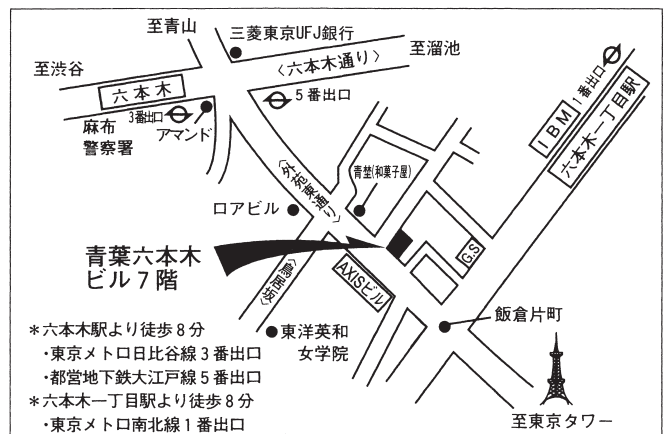 至青山
三菱東京UFJ銀行
至溜池
至渋谷
〈六本木通り〉
六本木
3番出口
5番出口
アマンド
麻布
警察署
IBM
1番出口
六本木一丁目駅
〈外苑東通り〉
青埜(和菓子屋)
ロアビル
青葉六本木
ビル7階
〈鳥居坂〉
AXISビル
G.S
飯倉片町
東洋英和
女学院
至東京タワー
＊六本木駅より徒歩8分
・東京メトロ日比谷線3番出口
・都営地下鉄大江戸線5番出口
＊六本木一丁目駅より徒歩8分
・東京メトロ南北線1番出口